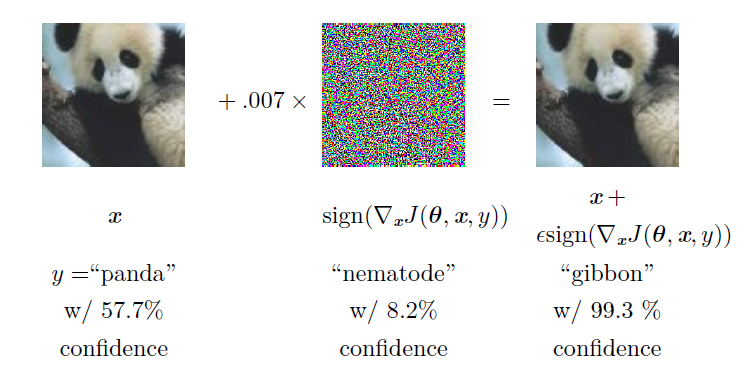 + .007 × =
x sign(∇ₓJ(θ, x, y)) x +
ϵsign(∇ₓJ(θ, x, y))
y =“panda” “nematode” “gibbon”
w/ 57.7% w/ 8.2% w/ 99.3 %
confidence confidence confidence